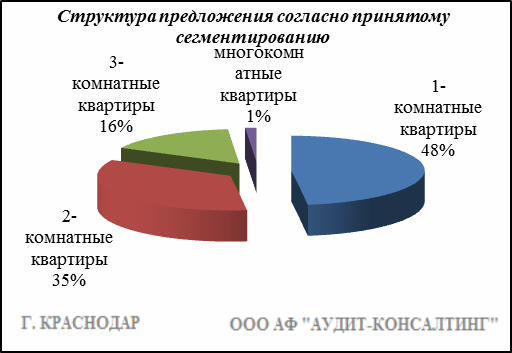 Структура предложения согласно принятому
сегментированию
многокомн
атные
квартиры
1%
1-
комнатные
квартиры
48%
3-
комнатные
квартиры
16%
2-
комнатные
квартиры
35%
Г. КРАСНОДАР
ООО АФ "АУДИТ-КОНСАЛТИНГ"